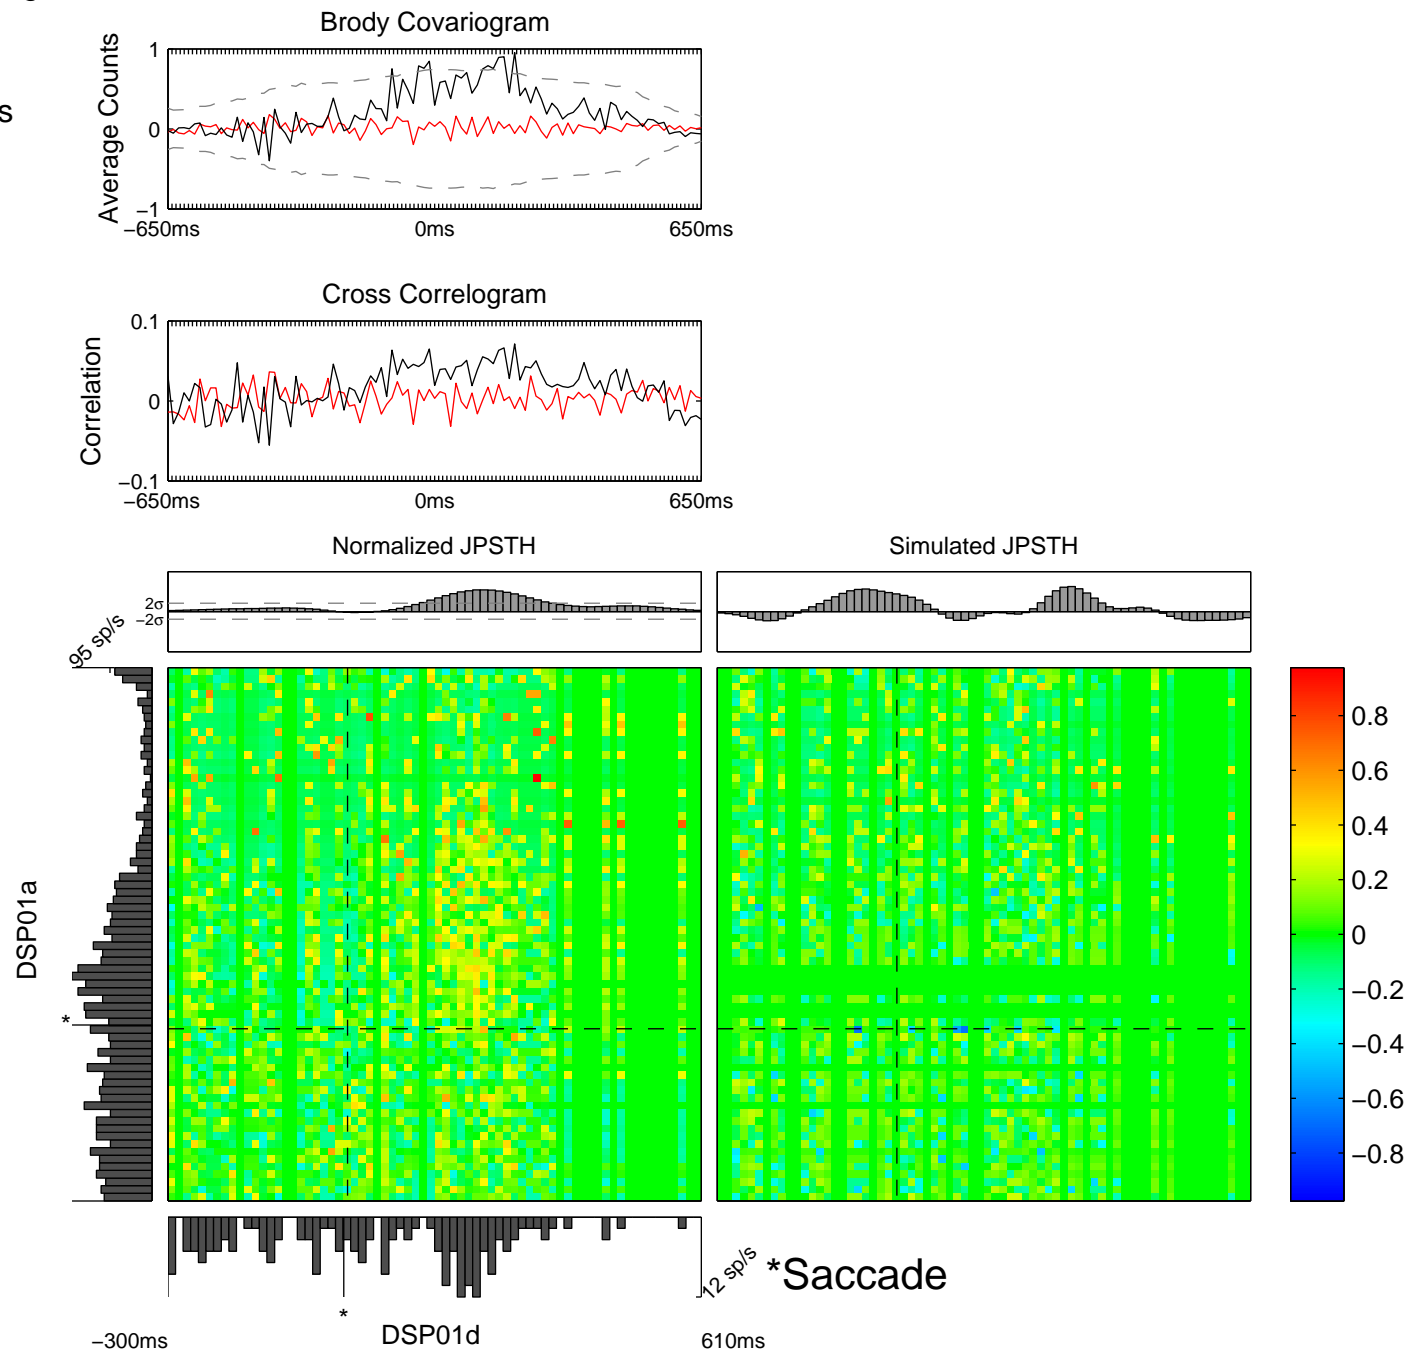 g
Brody Covariogram
Average Counts
s
1
0
−1
−650ms
0ms
650ms
Cross Correlogram
Correlation
0.1
0
−0.1
−650ms
0ms
650ms
Normalized JPSTH
Simulated JPSTH
2σ
−2σ
95 sp/s
DSP01a
*
0.8
0.6
0.4
0.2
0
−0.2
−0.4
−0.6
−0.8
12 sp/s
*Saccade
*
−300ms
DSP01d
610ms